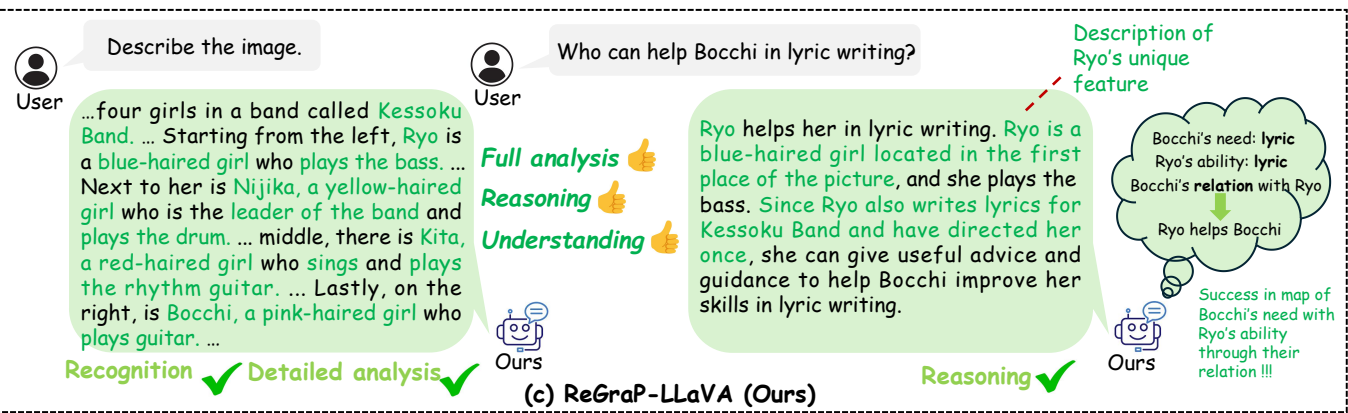 Describe the image.
User
...four girls in a band called Kessoku
Band. ... Starting from the left, Ryo is
a blue-haired girl who plays the bass. ...
Next to her is Nijika, a yellow-haired
girl who is the leader of the band and
plays the drum. ... middle, there is Kita,
a red-haired girl who sings and plays
the rhythm guitar. ... Lastly, on the
right, is Bocchi, a pink-haired girl who
plays guitar. ...
Ours
Recognition
Detailed analysis
Full analysis
Reasoning
Understanding
Who can help Bocchi in lyric writing?
User
Description of
Ryo's unique
feature
Ryo helps her in lyric writing. Ryo is a
blue-haired girl located in the first
place of the picture, and she plays the
bass. Since Ryo also writes lyrics for
Kessoku Band and have directed her
once, she can give useful advice and
guidance to help Bocchi improve her
skills in lyric writing.
Bocchi's need: lyric
Ryo's ability: lyric
Bocchi's relation with Ryo
Ryo helps Bocchi
Ours
Success in map of
Bocchi's need with
Ryo's ability
through their
relation !!!
Reasoning
(c) ReGraP-LLaVA (Ours)